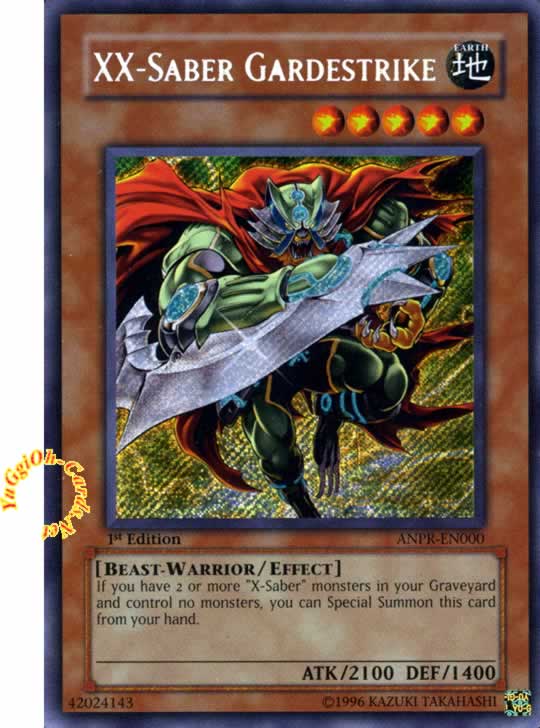 XX-SABER GARDESTRIKE
EARTH
地
1st Edition
ANPR-EN000
YuGgiOh-Cards.Net
[BEAST-WARRIOR/EFFECT]
If you have 2 or more "X-Saber" monsters in your Graveyard
and control no monsters, you can Special Summon this card
from your hand.
ATK/2100 DEF/1400
42024143
©1996 KAZUKI TAKAHASHI